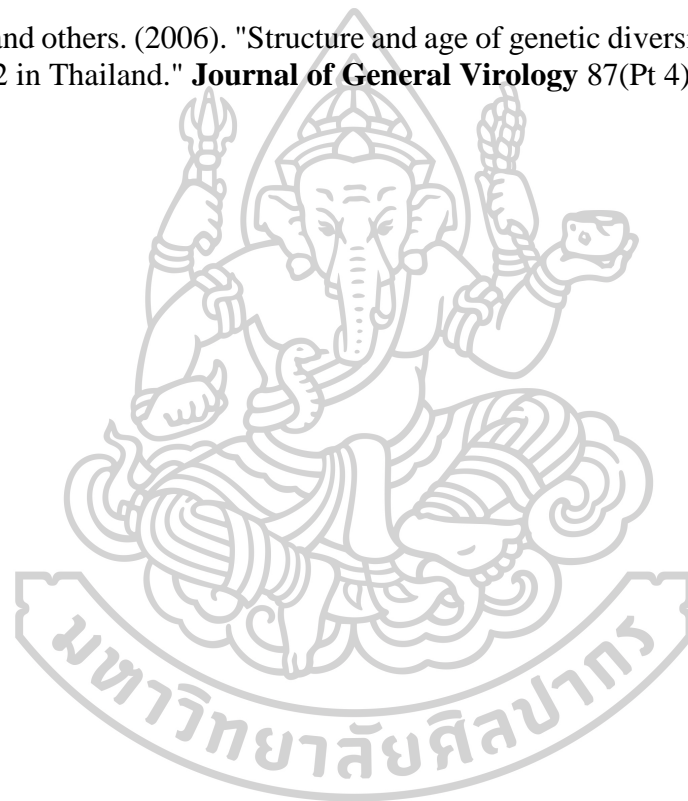 and others. (2006). "Structure and age of genetic diversi
2 in Thailand." Journal of General Virology 87(Pt 4)
มหาวิทยาลัยศิลปากร